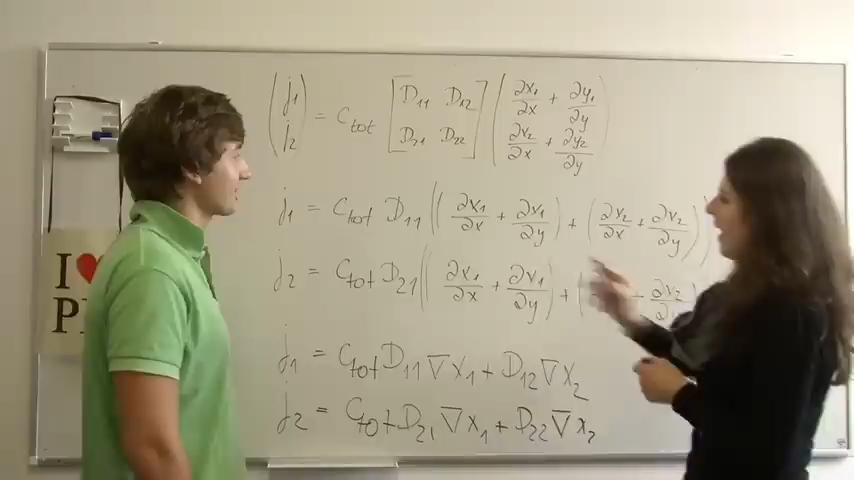 (j₁ j₂) = Ctot [D₁₁ D₁₂ D₂₁ D₂₂] (∂x₁/∂x + ∂y₁/∂y ∂x₂/∂x + ∂y₂/∂y)
j₁ = Ctot D₁₁ ((∂x₁/∂x + ∂x₁/∂y) + (∂x₂/∂x + ∂x₂/∂y))
j₂ = Ctot D₂₁ ((∂x₁/∂x + ∂x₁/∂y) + ( + ∂x₂/
j₁ = Ctot D₁₁ ∇x₁ + D₁₂ ∇x₂
j₂ = Ctot D₂₁ ∇x₁ + D₂₂ ∇x₂
I ♥
P